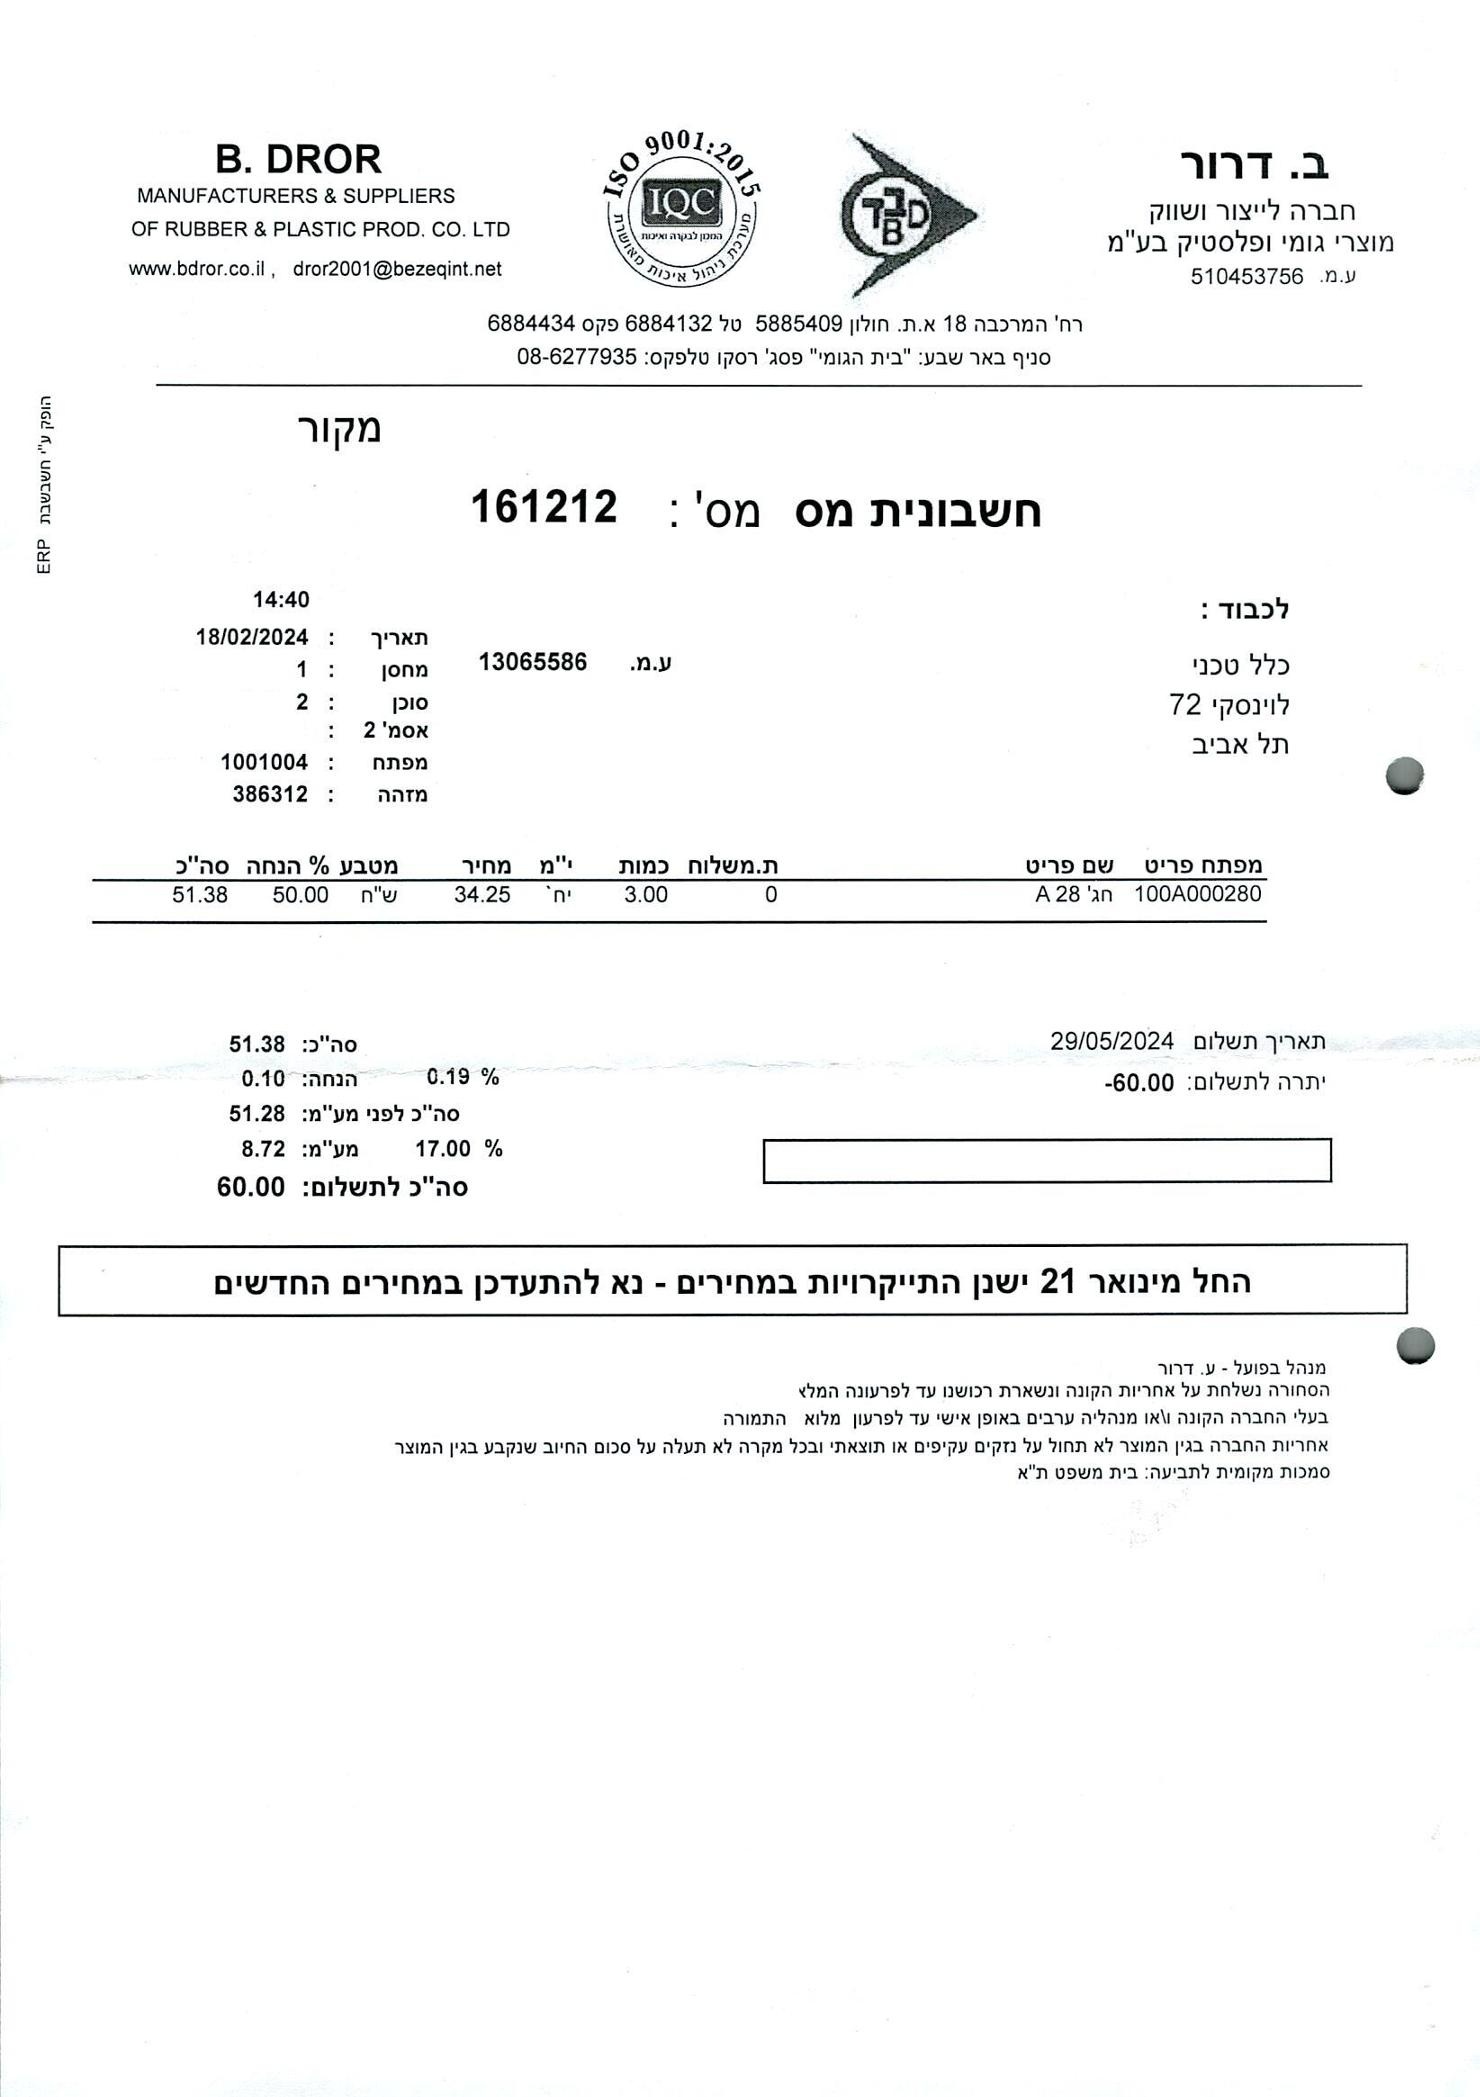 B. DROR
MANUFACTURERS & SUPPLIERS
OF RUBBER & PLASTIC PROD. CO. LTD
www.bdror.co.il , dror2001@bezeqint.net
ISO 9001:2015
IQC
המכון לבקרה ואיכות
מערכת ניהול איכות מאושרת
ב. דרור
חברה לייצור ושווק
מוצרי גומי ופלסטיק בע"מ
ע.מ. 510453756
רח' המרכבה 18 א.ת. חולון 5885409 טל 6884132 פקס 6884434
סניף באר שבע: "בית הגומי" פסג' רסקו טלפקס: 08-6277935
הופק ע"י חשבשבת ERP
מקור
חשבונית מס מס' : 161212
14:40
לכבוד :
תאריך : 18/02/2024
כלל טכני ע.מ. 13065586
מחסן : 1
לוינסקי 72
סוכן : 2
אסמ' 2 :
תל אביב
מפתח : 1001004
מזהה : 386312
מפתח פריט שם פריט ת.משלוח כמות י"מ מחיר מטבע % הנחה סה"כ
100A000280 חג' A 28 0 3.00 יח` 34.25 ש"ח 50.00 51.38
תאריך תשלום 29/05/2024
יתרה לתשלום: 60.00-
סה"כ: 51.38
% 0.19 הנחה: 0.10
סה"כ לפני מע"מ: 51.28
% 17.00 מע"מ: 8.72
סה"כ לתשלום: 60.00
החל מינואר 21 ישנן התייקרויות במחירים - נא להתעדכן במחירים החדשים
מנהל בפועל - ע. דרור
הסחורה נשלחת על אחריות הקונה ונשארת רכושנו עד לפרעונה המלא
בעלי החברה הקונה ו\או מנהליה ערבים באופן אישי עד לפרעון מלוא התמורה
אחריות החברה בגין המוצר לא תחול על נזקים עקיפים או תוצאתי ובכל מקרה לא תעלה על סכום החיוב שנקבע בגין המוצר
סמכות מקומית לתביעה: בית משפט ת"א